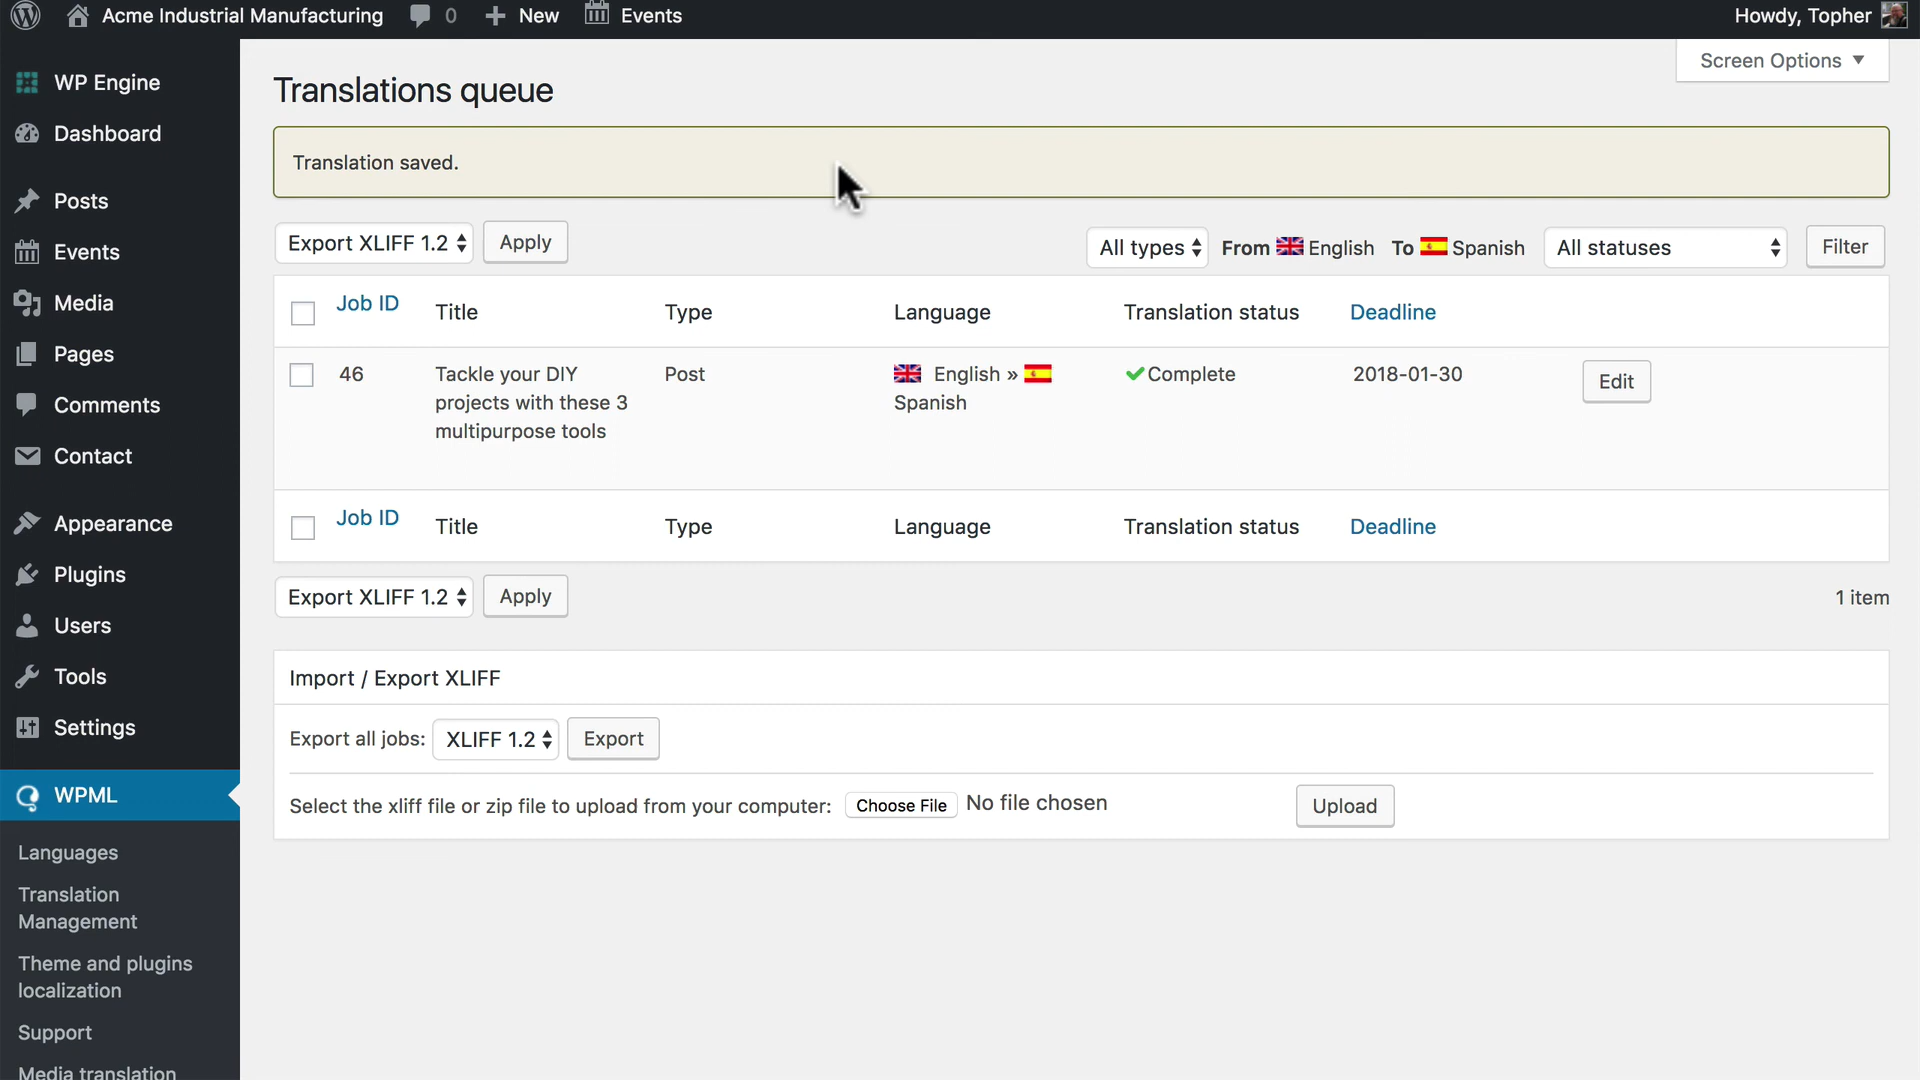 Acme Industrial Manufacturing 0 New Events Howdy, Topher
Screen Options
WP Engine
Dashboard
Posts
Events
Media
Pages
Comments
Contact
Appearance
Plugins
Users
Tools
Settings
WPML
Languages
Translation
Management
Theme and plugins
localization
Support
Media translation
Translations queue
Translation saved.
Export XLIFF 1.2 Apply All types From English To Spanish All statuses Filter
Job ID Title Type Language Translation status Deadline
46 Tackle your DIY Post English » Complete 2018-01-30 Edit
projects with these 3 Spanish
multipurpose tools
Job ID Title Type Language Translation status Deadline
Export XLIFF 1.2 Apply 1 item
Import / Export XLIFF
Export all jobs: XLIFF 1.2 Export
Select the xliff file or zip file to upload from your computer: Choose File No file chosen Upload